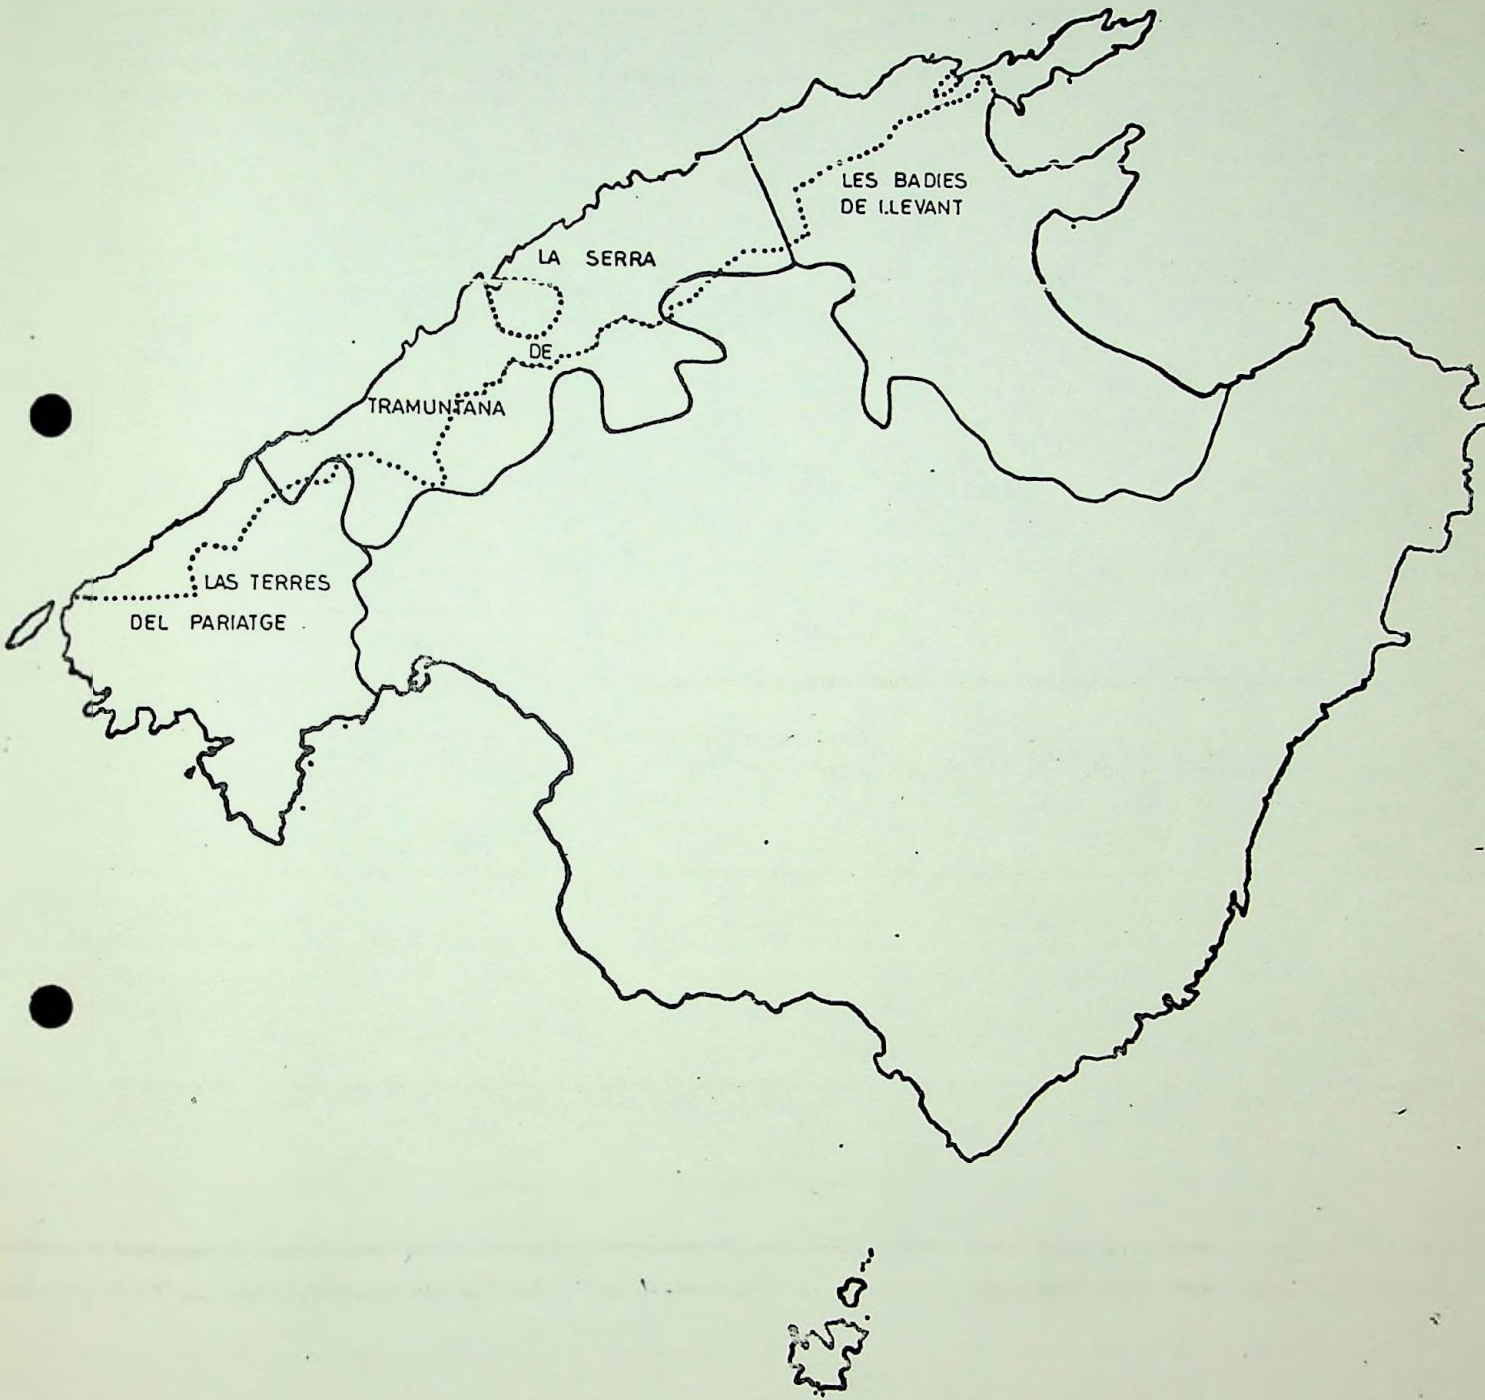 LES BADIES
DE LLEVANT
LA SERRA
DE
TRAMUNTANA
LAS TERRES
DEL PARIATGE